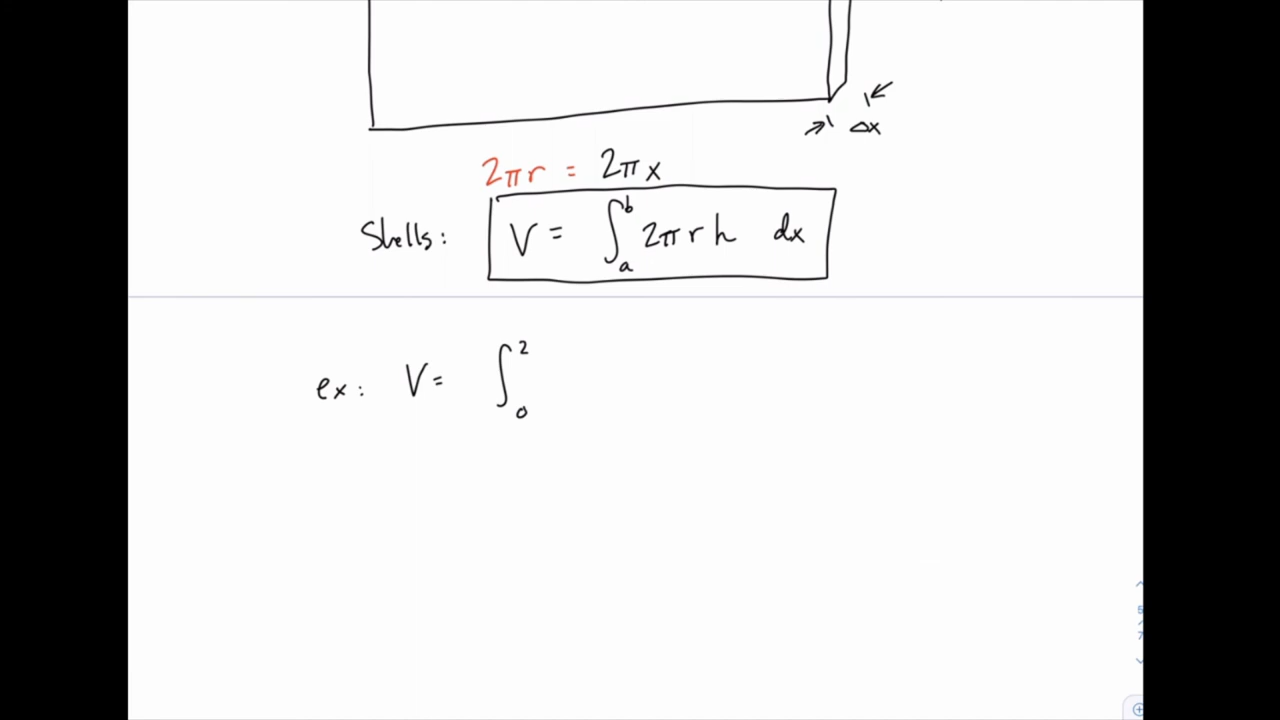 Δx
2πr = 2πx
Shells: V = ∫_a^b 2πrh dx
ex: V = ∫_0^2